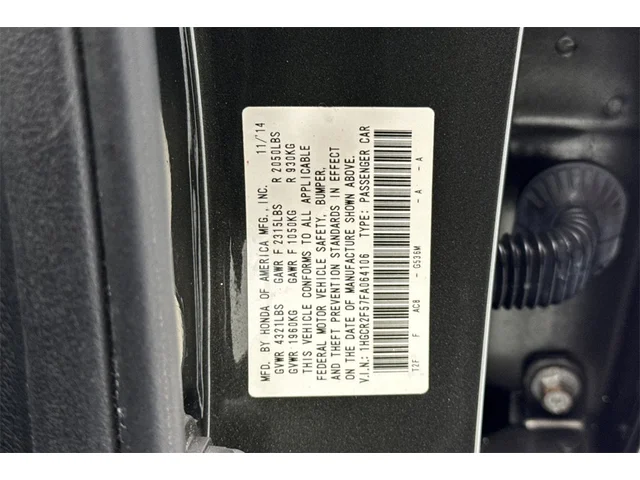 MFD. BY HONDA OF AMERICA MFG., INC. 11/14
GVWR 4321LBS GAWR F 2315LBS R 2050LBS
GVWR 1960KG GAWR F 1050KG R 930KG
THIS VEHICLE CONFORMS TO ALL APPLICABLE
FEDERAL MOTOR VEHICLE SAFETY, BUMPER,
AND THEFT PREVENTION STANDARDS IN EFFECT
ON THE DATE OF MANUFACTURE SHOWN ABOVE.
V.I.N.: 1HGCR2F57FA064106 TYPE: PASSENGER CAR
T2F F ACB - GS36M - A - A